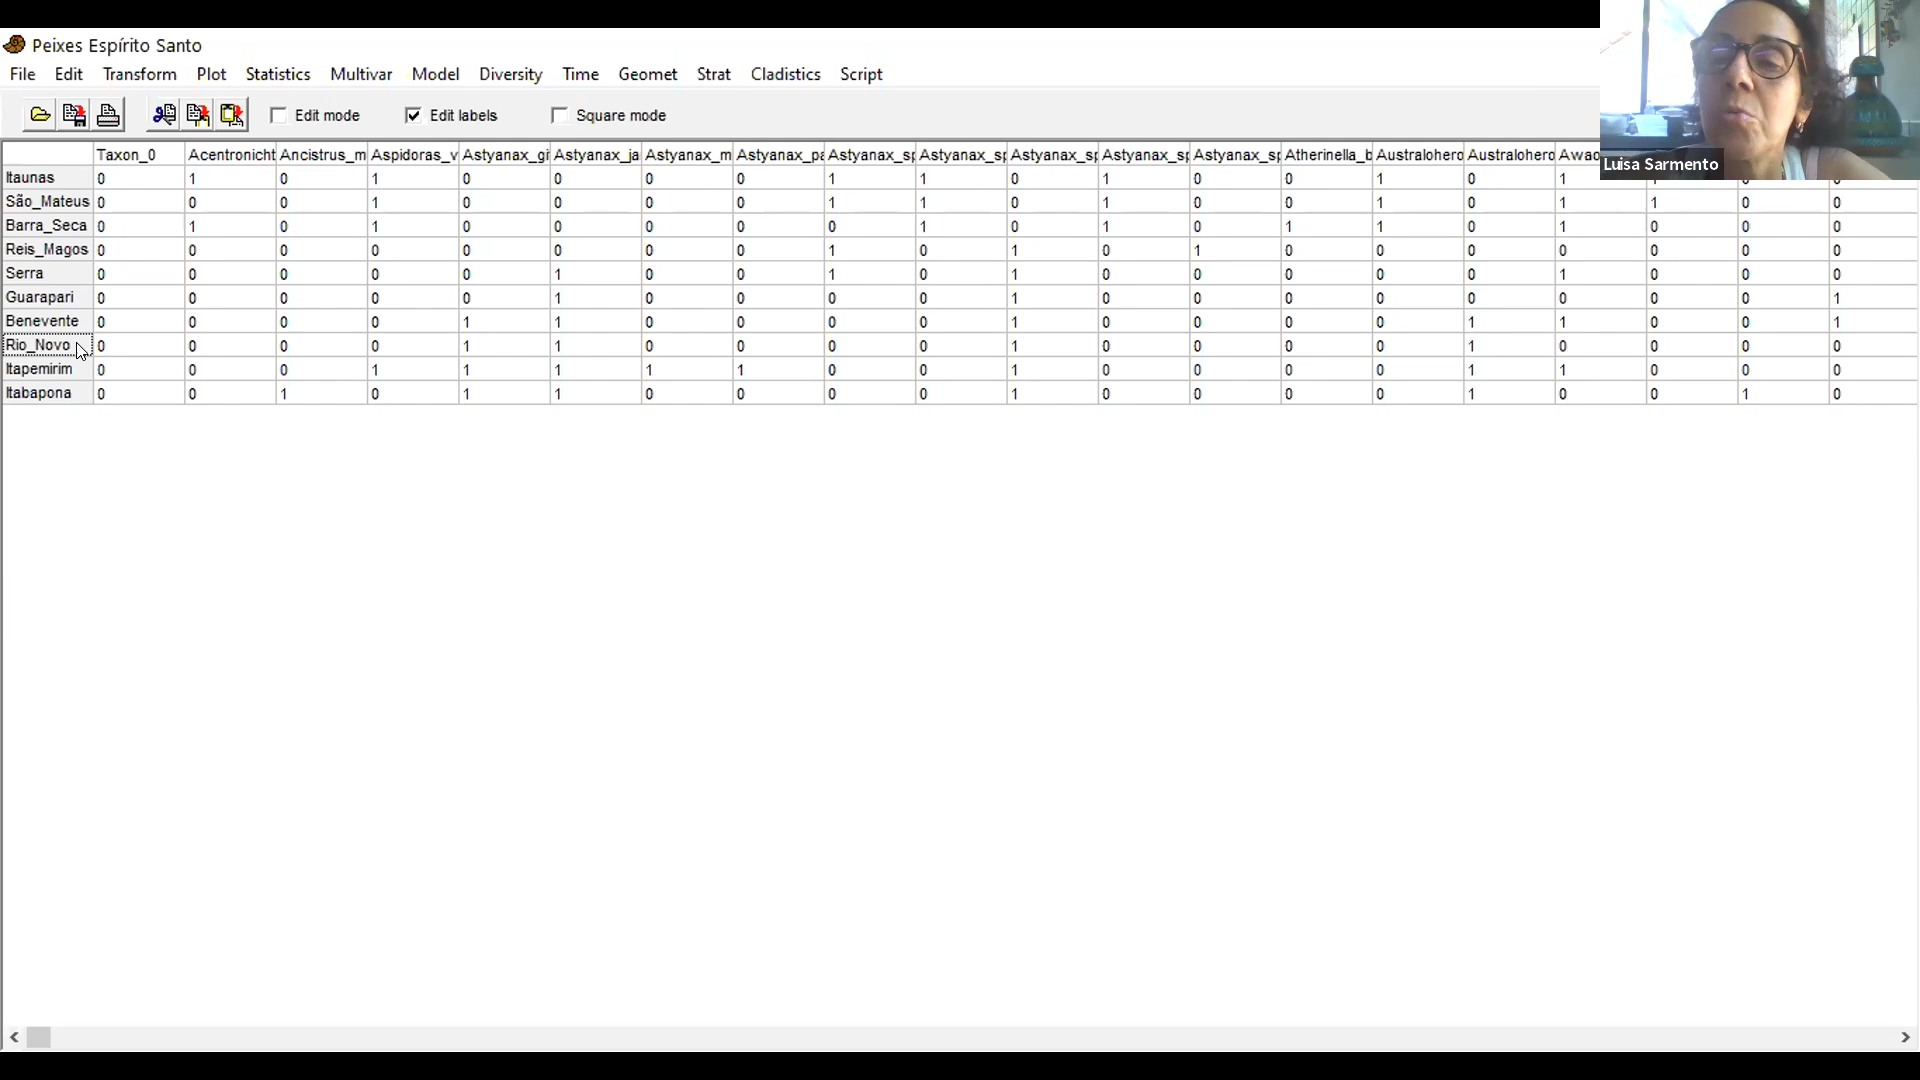 Peixes Espírito Santo
File Edit Transform Plot Statistics Multivar Model Diversity Time Geomet Strat Cladistics Script
Edit mode Edit labels Square mode
Taxon_0 Acentronicht Ancistrus_m Aspidoras_v Astyanax_gi Astyanax_ja Astyanax_m Astyanax_pa Astyanax_sp Astyanax_sp Astyanax_sp Astyanax_sp Astyanax_sp Atherinella_b Australohero Australohero Awao
Luisa Sarmento
Itaunas 0 1 0 1 0 0 0 0 1 1 0 1 0 0 1 0 1 1 0 0
São_Mateus 0 0 0 1 0 0 0 0 1 1 0 1 0 0 1 0 1 1 0 0
Barra_Seca 0 1 0 1 0 0 0 0 0 1 0 1 0 1 1 0 1 0 0 0
Reis_Magos 0 0 0 0 0 0 0 0 1 0 1 0 1 0 0 0 0 0 0 0
Serra 0 0 0 0 0 1 0 0 1 0 1 0 0 0 0 0 1 0 0 0
Guarapari 0 0 0 0 0 1 0 0 0 0 1 0 0 0 0 0 0 0 0 1
Benevente 0 0 0 0 1 1 0 0 0 0 1 0 0 0 0 1 1 0 0 1
Rio_Novo 0 0 0 0 1 1 0 0 0 0 1 0 0 0 0 1 0 0 0 0
Itapemirim 0 0 0 1 1 1 1 1 0 0 1 0 0 0 0 1 1 0 0 0
Itabapona 0 0 1 0 1 1 0 0 0 0 1 0 0 0 0 1 0 0 1 0